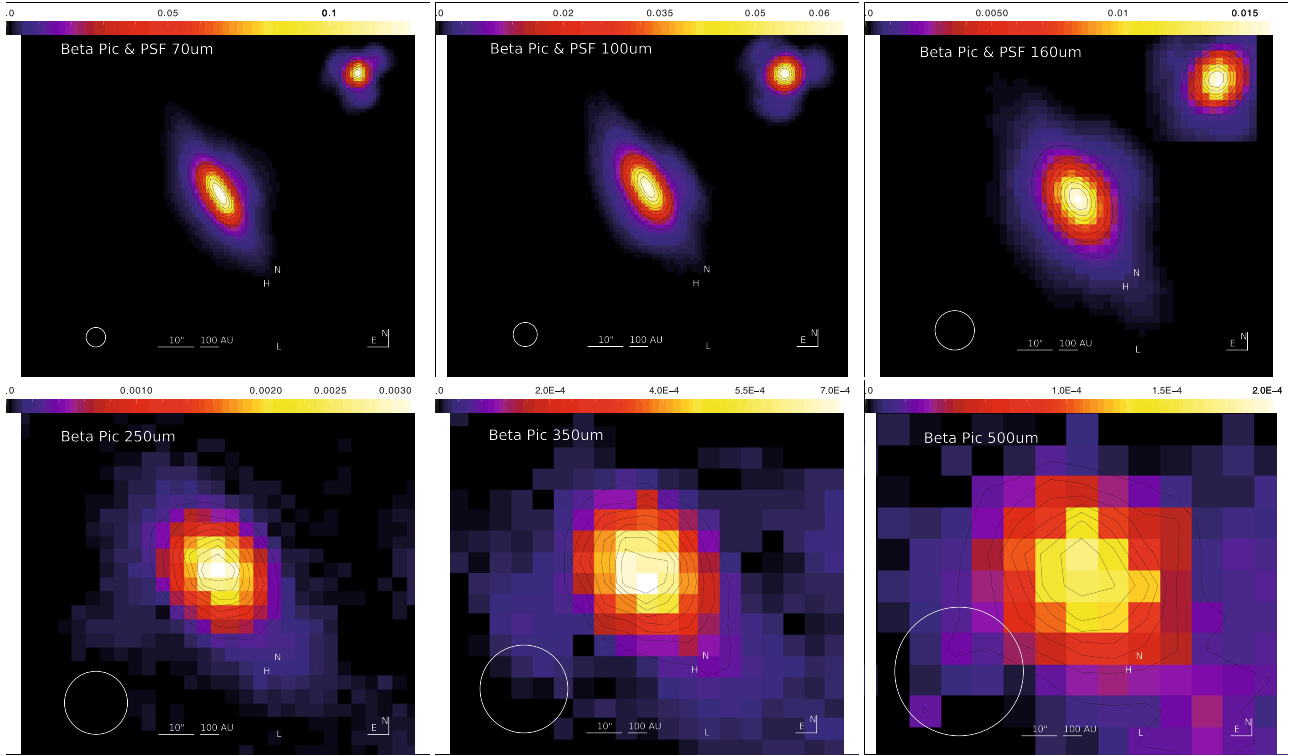 .0 0.05 0.1
Beta Pic & PSF 70um
N
H
10" 100 AU
L
N
E
0.02 0.035 0.05 0.06
Beta Pic & PSF 100um
N
H
10" 100 AU
L
N
E
.0 0.0050 0.01 0.015
Beta Pic & PSF 160um
N
H
10" 100 AU
L
N
E
.0 0.0010 0.0020 0.0025 0.0030
Beta Pic 250um
N
H
10" 100 AU
L
N
E
.0 2.0E-4 4.0E-4 5.5E-4 7.0E-4
Beta Pic 350um
N
H
10" 100 AU
L
N
E
0 1.0E-4 1.5E-4 2.0E-4
Beta Pic 500um
N
H
10" 100 AU
L
N
E